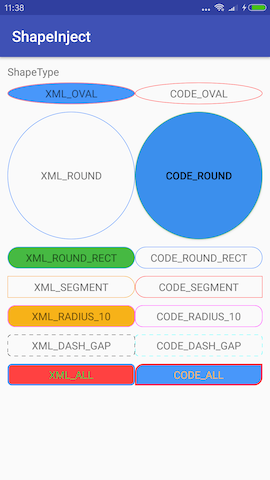 11:38
ShapeInject
ShapeType
XML_OVAL CODE_OVAL
XML_ROUND CODE_ROUND
XML_ROUND_RECT CODE_ROUND_RECT
XML_SEGMENT CODE_SEGMENT
XML_RADIUS_10 CODE_RADIUS_10
XML_DASH_GAP CODE_DASH_GAP
XML_ALL CODE_ALL